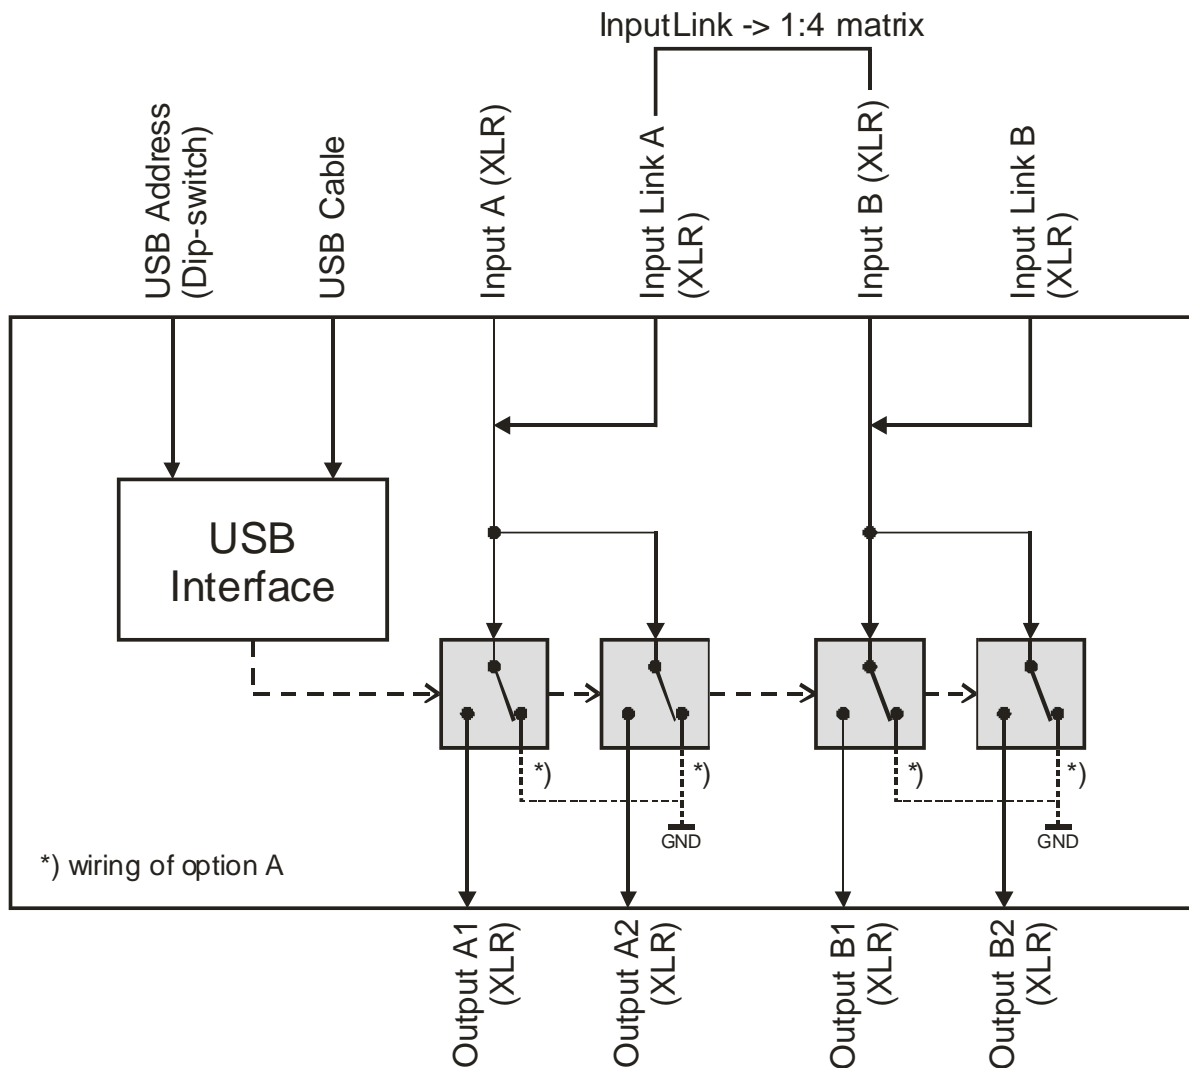 InputLink -> 1:4 matrix
USB Address
(Dip-switch)
USB Cable
Input A (XLR)
Input Link A
(XLR)
Input B (XLR)
Input Link B
(XLR)
USB
Interface
*)
*)
*)
*)
GND
GND
*) wiring of option A
Output A1
(XLR)
Output A2
(XLR)
Output B1
(XLR)
Output B2
(XLR)